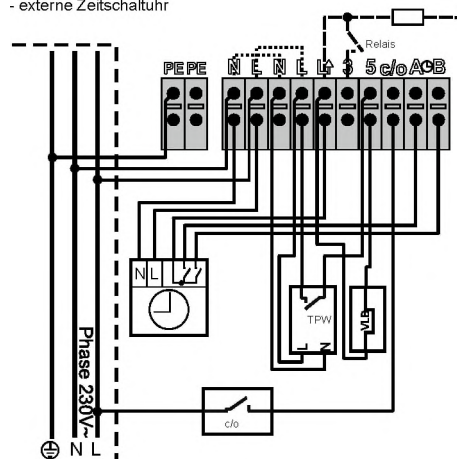 - externe Zeitschaltuhr
Relais
PE PE N L N L L 3 5 c/o A B
N L
TPW
L N
VLB
Phase 230V~
c/o
N L